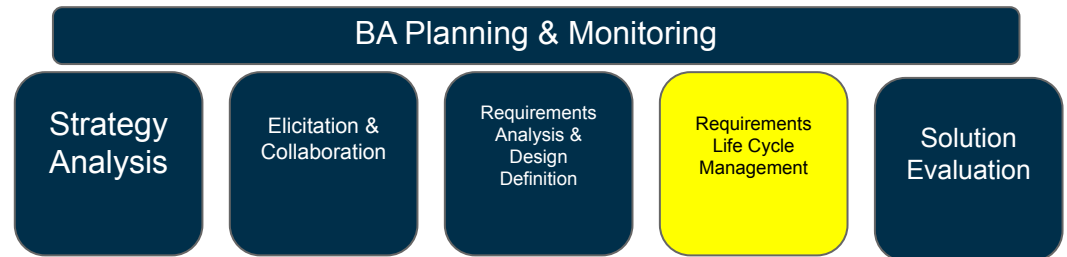 BA Planning & Monitoring
Strategy
Analysis
Elicitation &
Collaboration
Requirements
Analysis &
Design
Definition
Requirements
Life Cycle
Management
Solution
Evaluation